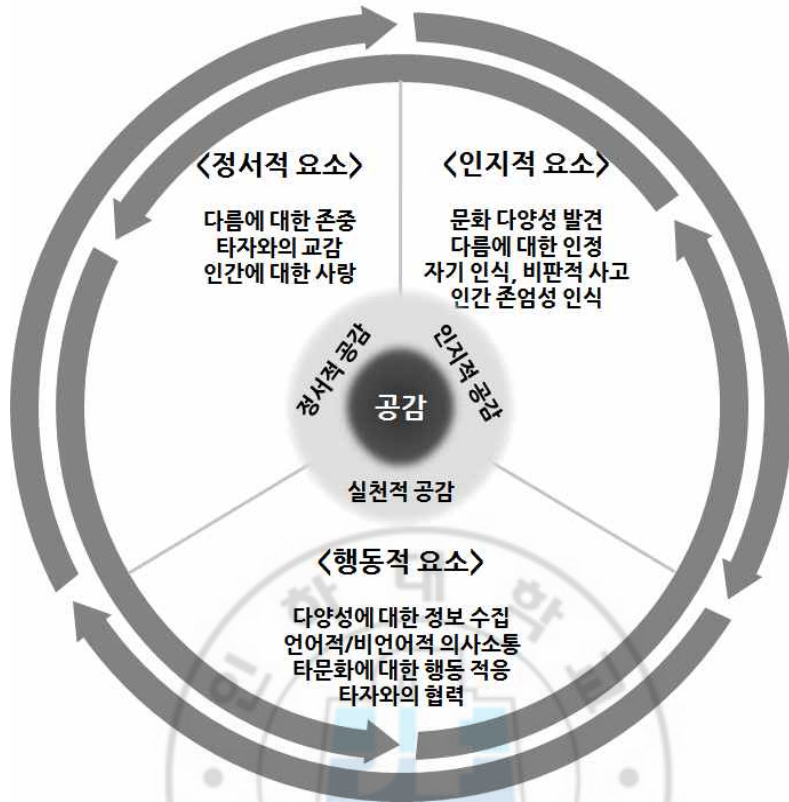 <정서적 요소>
다름에 대한 존중
타자와의 교감
인간에 대한 사랑
<인지적 요소>
문화 다양성 발견
다름에 대한 인정
자기 인식, 비판적 사고
인간 존엄성 인식
정서적 공감
인지적 공감
공감
실천적 공감
<행동적 요소>
다양성에 대한 정보 수집
언어적/비언어적 의사소통
타문화에 대한 행동 적응
타자와의 협력
인하대학교